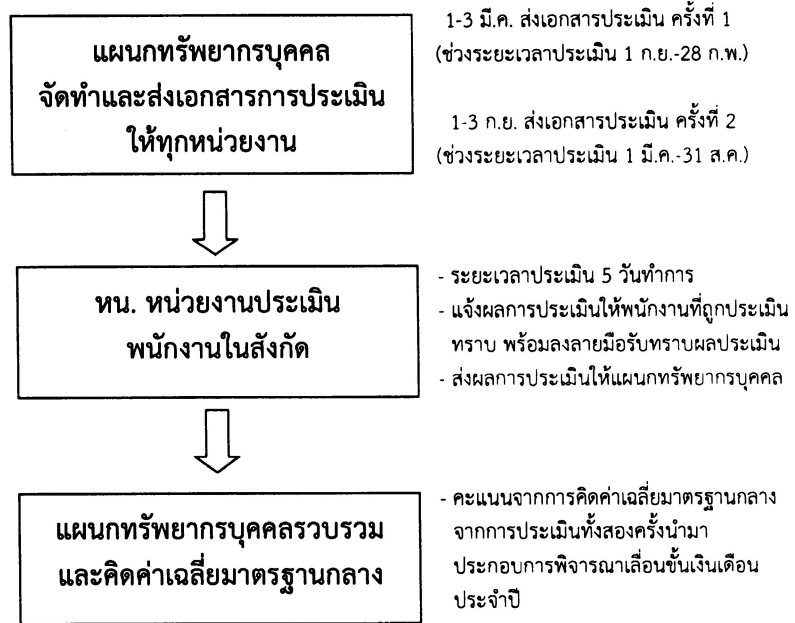 แผนกทรัพยากรบุคคล
จัดทำและส่งเอกสารการประเมิน
ให้ทุกหน่วยงาน
1-3 มี.ค. ส่งเอกสารประเมิน ครั้งที่ 1
(ช่วงระยะเวลาประเมิน 1 ก.ย.-28 ก.พ.)
1-3 ก.ย. ส่งเอกสารประเมิน ครั้งที่ 2
(ช่วงระยะเวลาประเมิน 1 มี.ค.-31 ส.ค.)
หน. หน่วยงานประเมิน
พนักงานในสังกัด
- ระยะเวลาประเมิน 5 วันทำการ
- แจ้งผลการประเมินให้พนักงานที่ถูกประเมิน
ทราบ พร้อมลงลายมือรับทราบผลประเมิน
- ส่งผลการประเมินให้แผนกทรัพยากรบุคคล
แผนกทรัพยากรบุคคลรวบรวม
และคิดค่าเฉลี่ยมาตรฐานกลาง
- คะแนนจากการคิดค่าเฉลี่ยมาตรฐานกลาง
จากการประเมินทั้งสองครั้งนำมา
ประกอบการพิจารณาเลื่อนขั้นเงินเดือน
ประจำปี